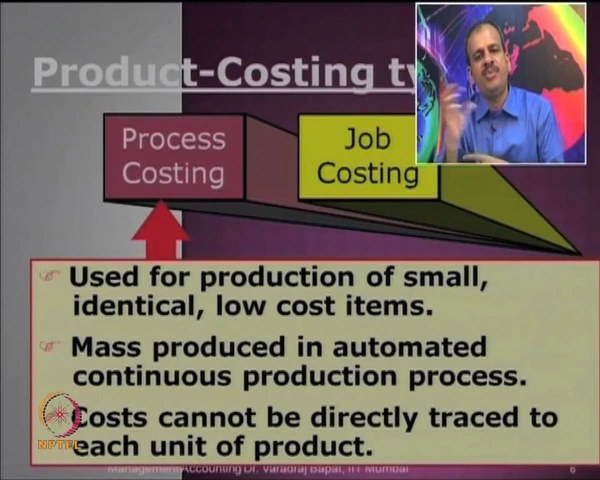 Product-Costing ty
Process
Costing
Job
Costing
Used for production of small,
identical, low cost items.
Mass produced in automated
continuous production process.
Costs cannot be directly traced to
each unit of product.
NPTEL
Management Accounting Dr. Varadraj Bapat, IIT Mumbai
6